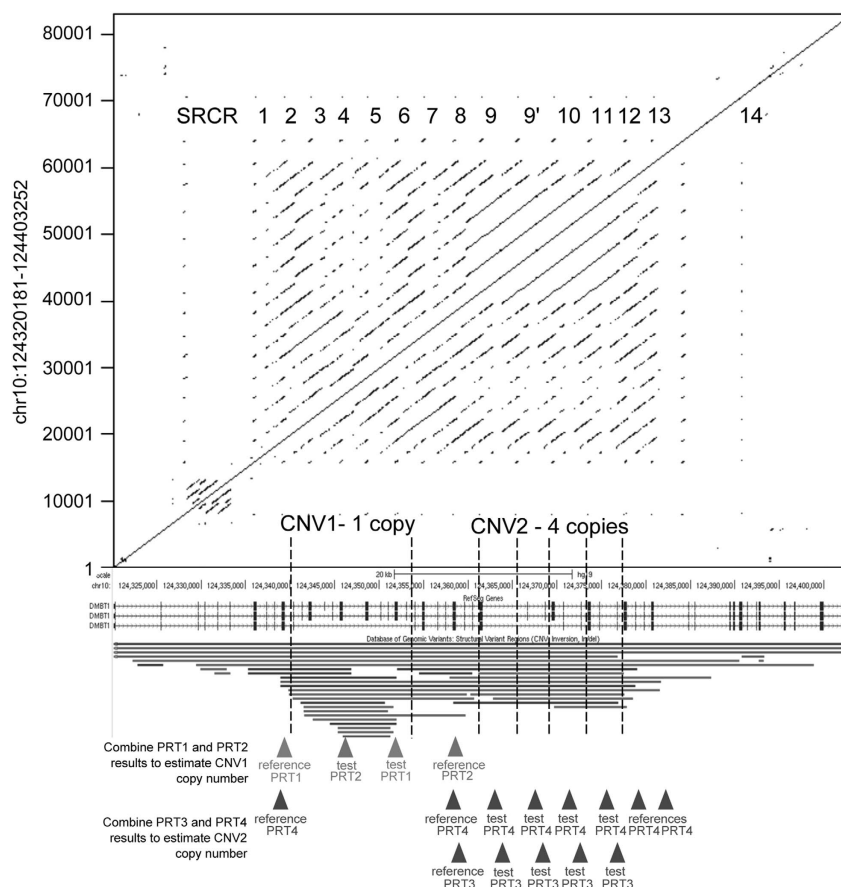 80001
70001
60001
50001
40001
30001
20001
10001
1
chr10:124320181-124403252
SRCR 1 2 3 4 5 6 7 8 9 9' 10 11 12 13 14
CNV1- 1 copy CNV2 - 4 copies
scale 20 kb hg19
chr10: 124,325,000 124,330,000 124,335,000 124,340,000 124,345,000 124,350,000 124,355,000 124,360,000 124,365,000 124,370,000 124,375,000 124,380,000 124,385,000 124,390,000 124,395,000 124,400,000
RefSeq Genes
DMBT1
DMBT1
DMBT1
Database of Genomic Variants: Structural Variant Regions (CNV, Inversion, In/del)
Combine PRT1 and PRT2
results to estimate CNV1
copy number
reference test test reference
PRT1 PRT2 PRT1 PRT2
Combine PRT3 and PRT4
results to estimate CNV2
copy number
reference reference test test test test references
PRT4 PRT4 PRT4 PRT4 PRT4 PRT4 PRT4 PRT4
reference test test test test
PRT3 PRT3 PRT3 PRT3 PRT3